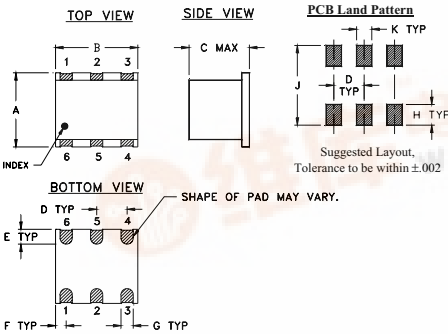 TOP VIEW
B
1 2 3
A
INDEX
6 5 4
SIDE VIEW
C MAX
PCB Land Pattern
K TYP
J
D
TYP
H TYP
Suggested Layout,
Tolerance to be within ±.002
BOTTOM VIEW
D TYP
6 5 4
SHAPE OF PAD MAY VARY.
E TYP
1 2 3
F TYP
G TYP